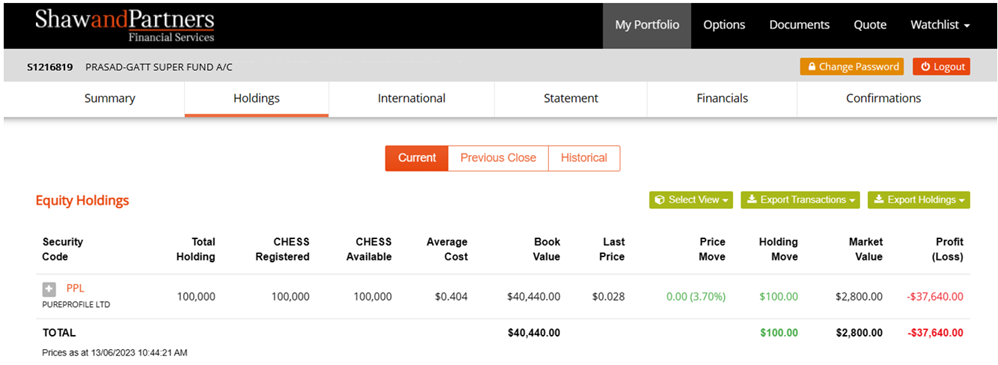 ShawandPartners
Financial Services
My Portfolio Options Documents Quote Watchlist
S1216819 PRASAD-GATT SUPER FUND A/C Change Password Logout
Summary Holdings International Statement Financials Confirmations
Current Previous Close Historical
Equity Holdings Select View Export Transactions Export Holdings
Security Total CHESS CHESS Average Book Last Price Holding Market Profit
Code Holding Registered Available Cost Value Price Move Move Value (Loss)
PPL
100,000 100,000 100,000 $0.404 $40,440.00 $0.028 0.00 (3.70%) $100.00 $2,800.00 -$37,640.00
PUREPROFILE LTD
TOTAL $40,440.00 $100.00 $2,800.00 -$37,640.00
Prices as at 13/06/2023 10:44:21 AM